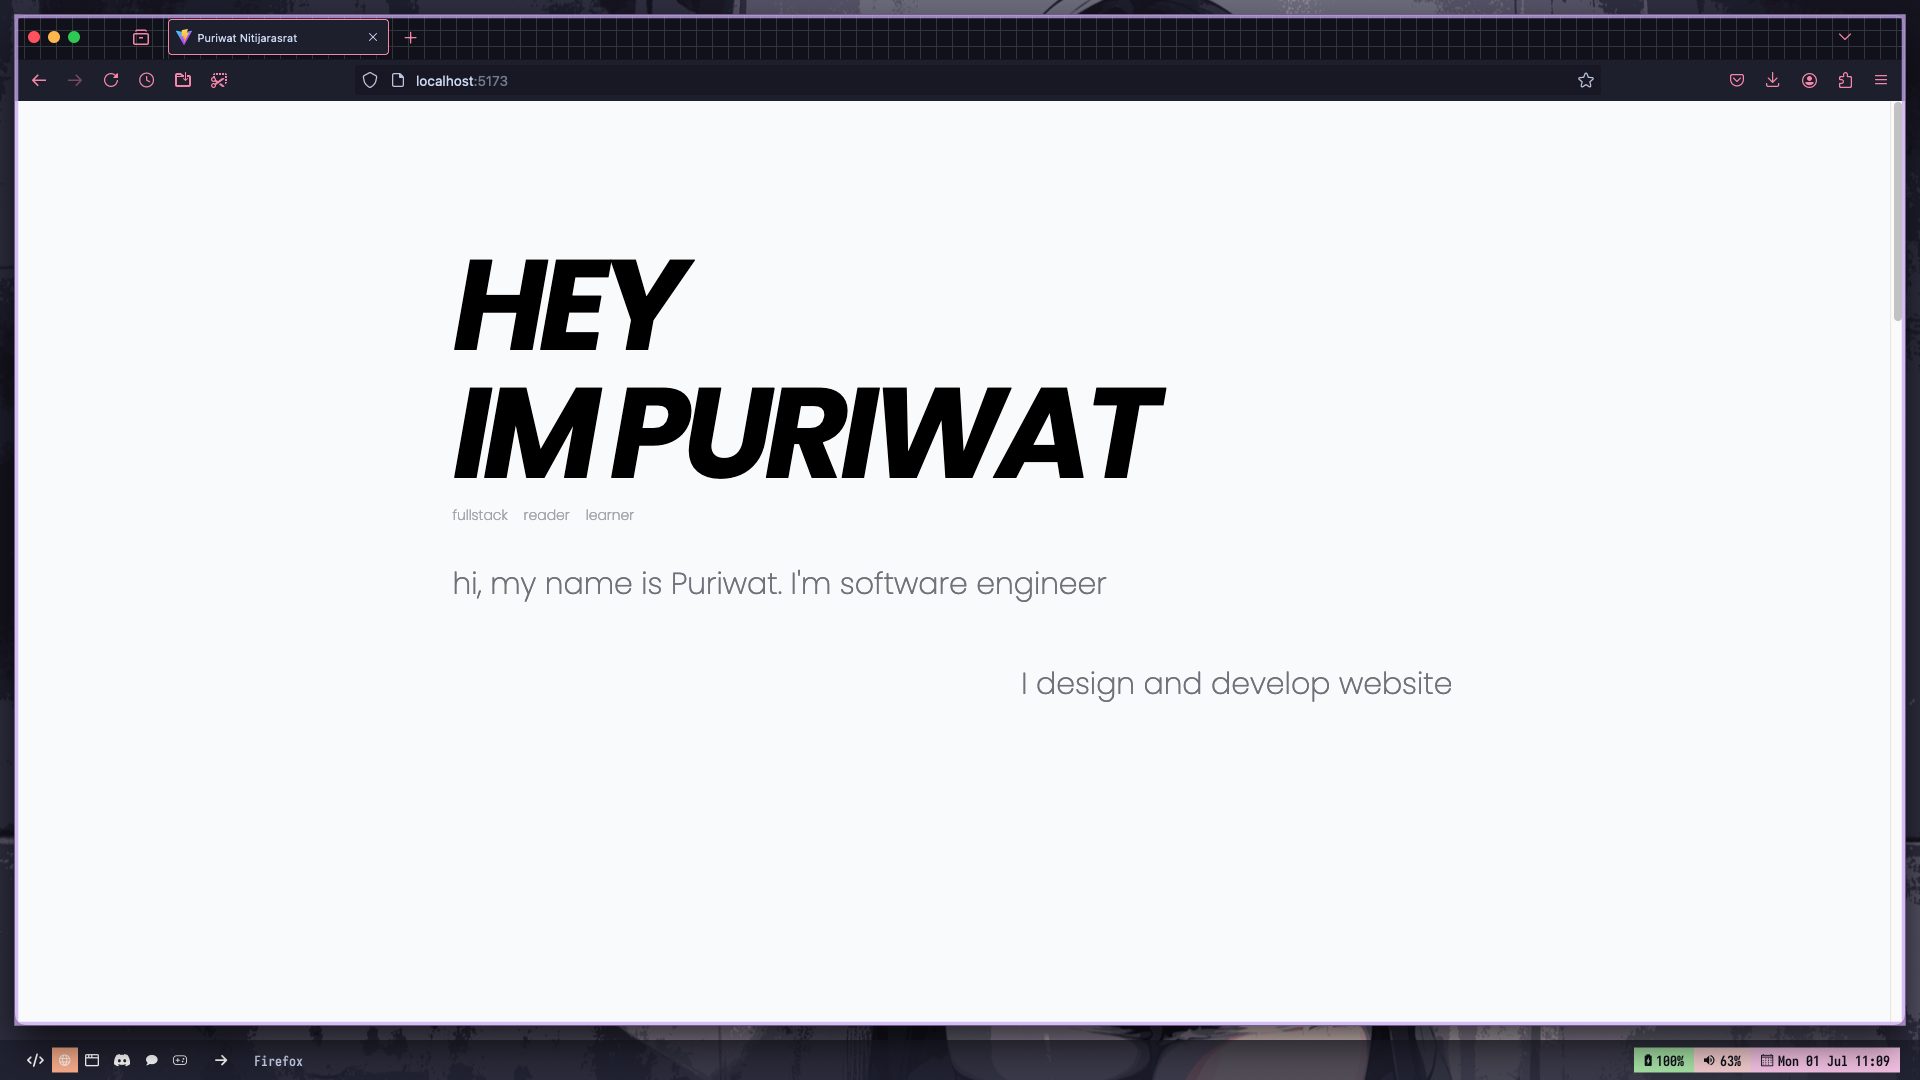 Puriwat Nitijarasrat
localhost:5173
HEY
IM PURIWAT
fullstack reader learner
hi, my name is Puriwat. I'm software engineer
I design and develop website
Firefox
100% 63% Mon 01 Jul 11:09